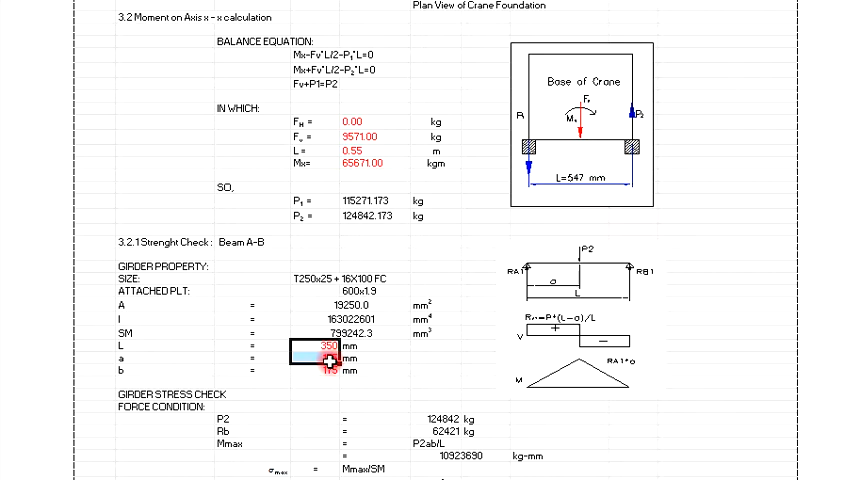 Plan View of Crane Foundation
3.2 Moment on Axis x - x calculation
BALANCE EQUATION:
Mx-Fv*L/2-P1*L=0
Mx+Fv*L/2-P2*L=0
Fv+P1=P2
IN WHICH:
FH = 0.00 kg
Fv = 9571.00 kg
L = 0.55 m
Mx= 65671.00 kgm
SO,
P1 = 115271.173 kg
P2 = 124842.173 kg
Base of Crane
Fv
Mx
R
P2
L=547 mm
3.2.1 Strenght Check : Beam A-B
GIRDER PROPERTY:
SIZE: T250x25 + 16X100 FC
ATTACHED PLT: 600x1.9
A = 19250.0 mm2
I = 163022601 mm4
SM = 799242.3 mm3
L = 350 mm
a = mm
b = 175 mm
P2
RA1 RB1
a
L
V
+
-
RA1*a
M
GIRDER STRESS CHECK
FORCE CONDITION:
P2 = 124842 kg
Rb = 62421 kg
Mmax = P2ab/L
= 10923690 kg-mm
σmax = Mmax/SM